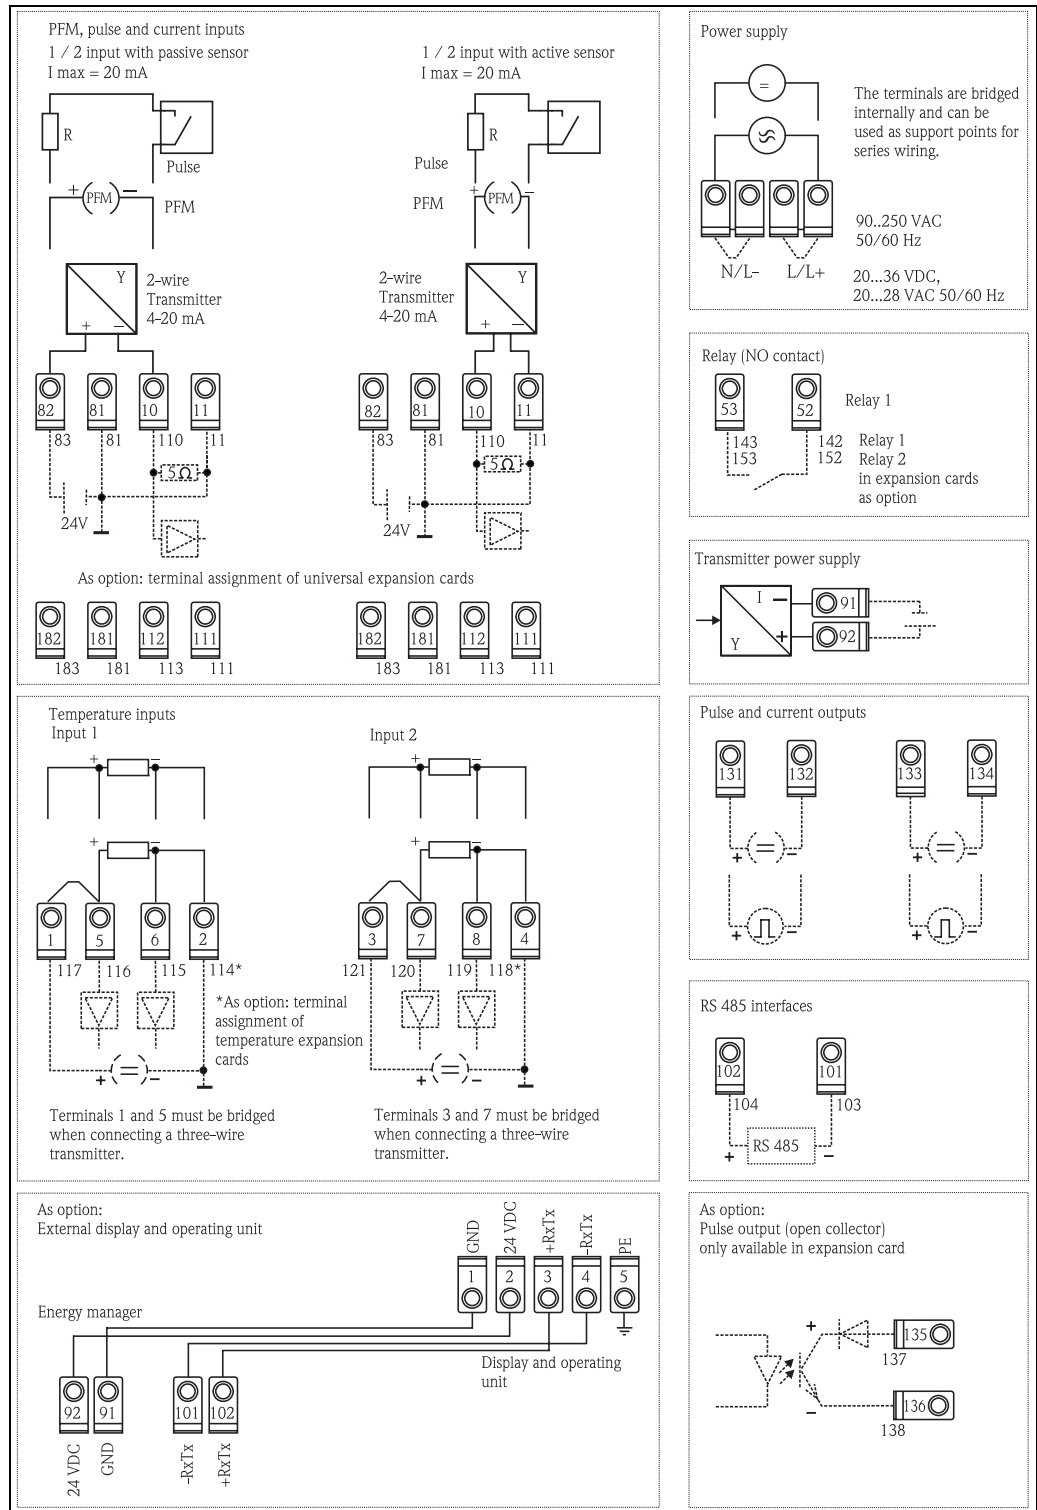 PFM, pulse and current inputs
1 / 2 input with passive sensor
I max = 20 mA
1 / 2 input with active sensor
I max = 20 mA
R
Pulse
+ PFM –
PFM
R
Pulse
+ PFM –
PFM
Y
+ –
2-wire
Transmitter
4-20 mA
2-wire
Transmitter
4-20 mA
Y
+ –
82 81 10 11
83 81 110 11
5Ω
24V
82 81 10 11
83 81 110 11
5Ω
24V
As option: terminal assignment of universal expansion cards
182 181 112 111
183 181 113 111
182 181 112 111
183 181 113 111
Power supply
=
The terminals are bridged
internally and can be
used as support points for
series wiring.
N/L- L/L+
90..250 VAC
50/60 Hz
20...36 VDC,
20...28 VAC 50/60 Hz
Relay (NO contact)
53 52
Relay 1
143 142 Relay 1
153 152 Relay 2
in expansion cards
as option
Transmitter power supply
I –
Y +
91
92
Temperature inputs
Input 1
+ –
+ –
1 5 6 2
117 116 115 114*
+ = –
*As option: terminal
assignment of
temperature expansion
cards
Terminals 1 and 5 must be bridged
when connecting a three-wire
transmitter.
Input 2
+ –
+ –
3 7 8 4
121 120 119 118*
+ = –
Terminals 3 and 7 must be bridged
when connecting a three-wire
transmitter.
Pulse and current outputs
131 132 133 134
+ = –
+ = –
+ –
+ –
RS 485 interfaces
102 101
104 103
+ RS 485 –
As option:
External display and operating unit
GND
24 VDC
+RxTx
-RxTx
PE
1 2 3 4 5
Energy manager
Display and operating
unit
92 91 101 102
24 VDC
GND
-RxTx
+RxTx
As option:
Pulse output (open collector)
only available in expansion card
+
135
137
–
136
138